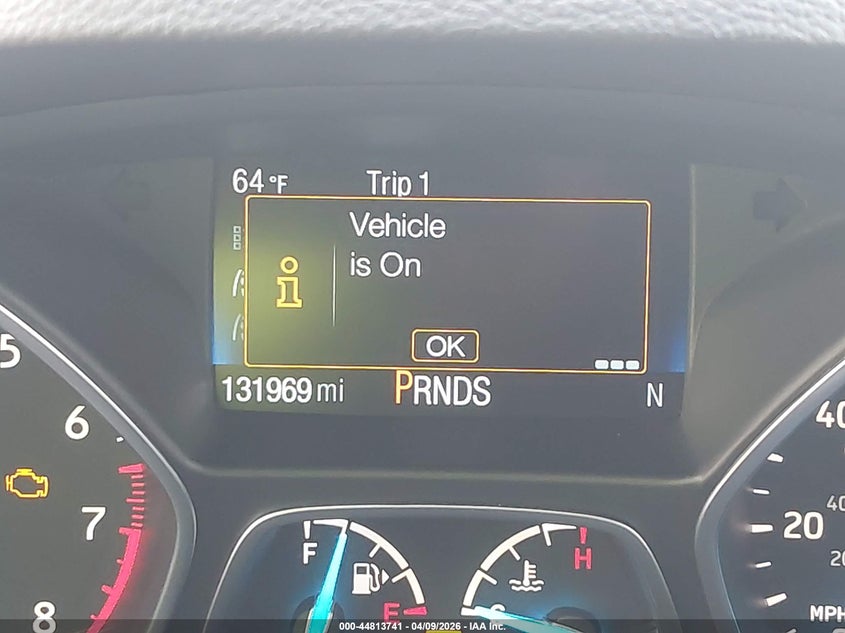 64°F Trip 1
Vehicle
is On
OK
131969 mi PRNDS N
5
6
7
8
F
E
H
40
20
MPH
000-44813741 - 04/09/2026 - IAA Inc.